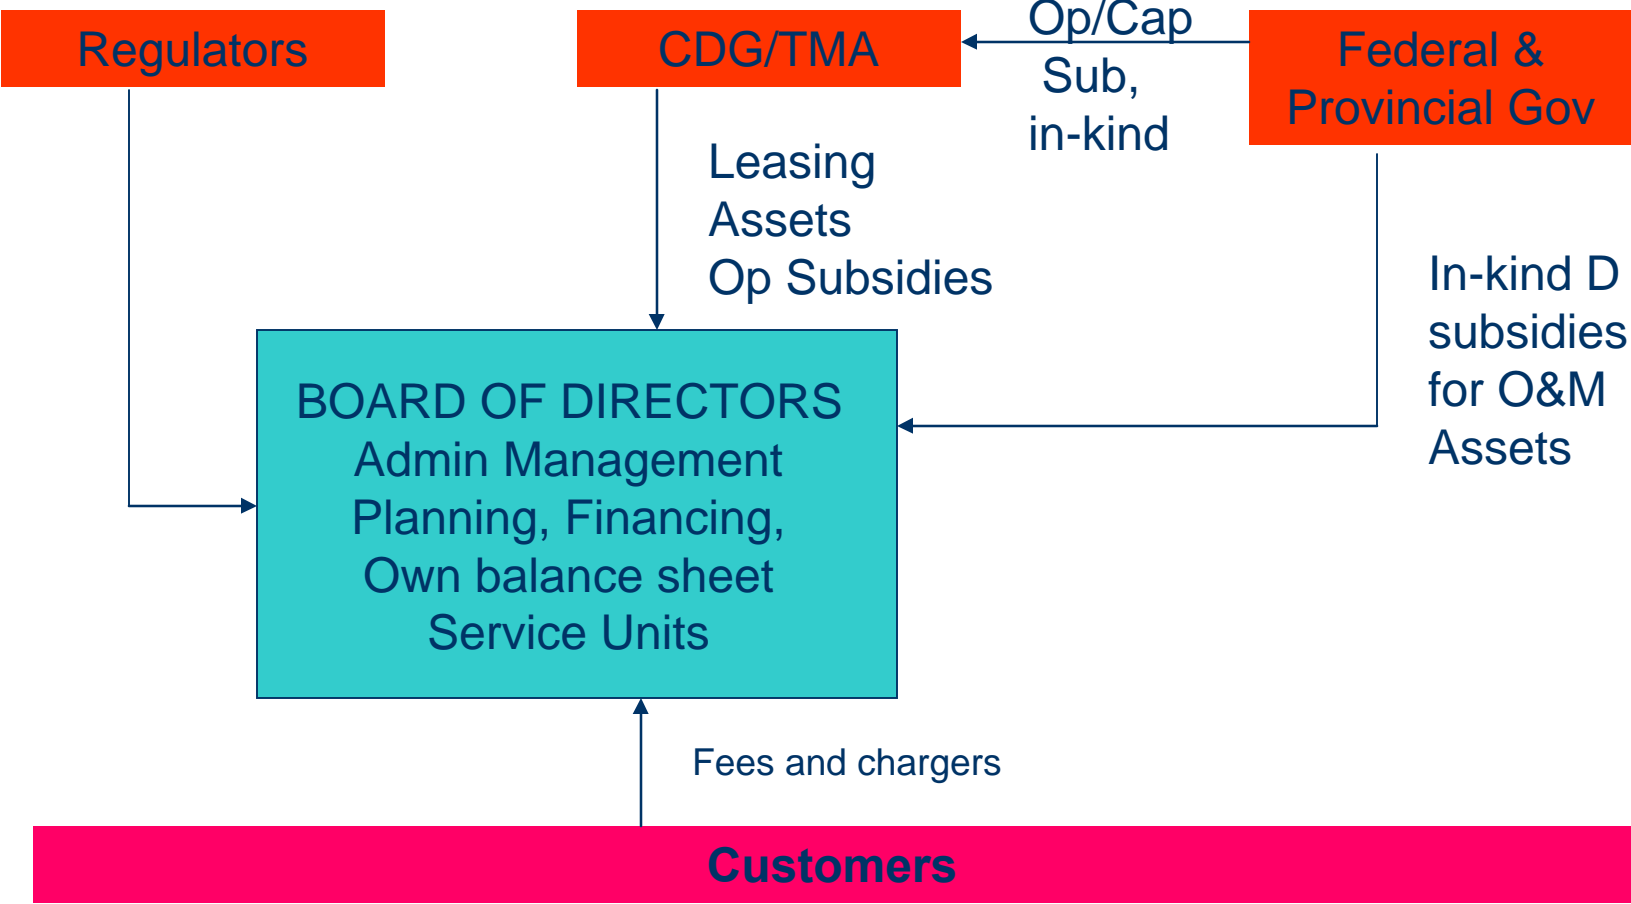 Regulators
CDG/TMA
Op/Cap
Sub,
in-kind
Federal &
Provincial Gov
Leasing
Assets
Op Subsidies
In-kind D
subsidies
for O&M
Assets
BOARD OF DIRECTORS
Admin Management
Planning, Financing,
Own balance sheet
Service Units
Fees and chargers
Customers